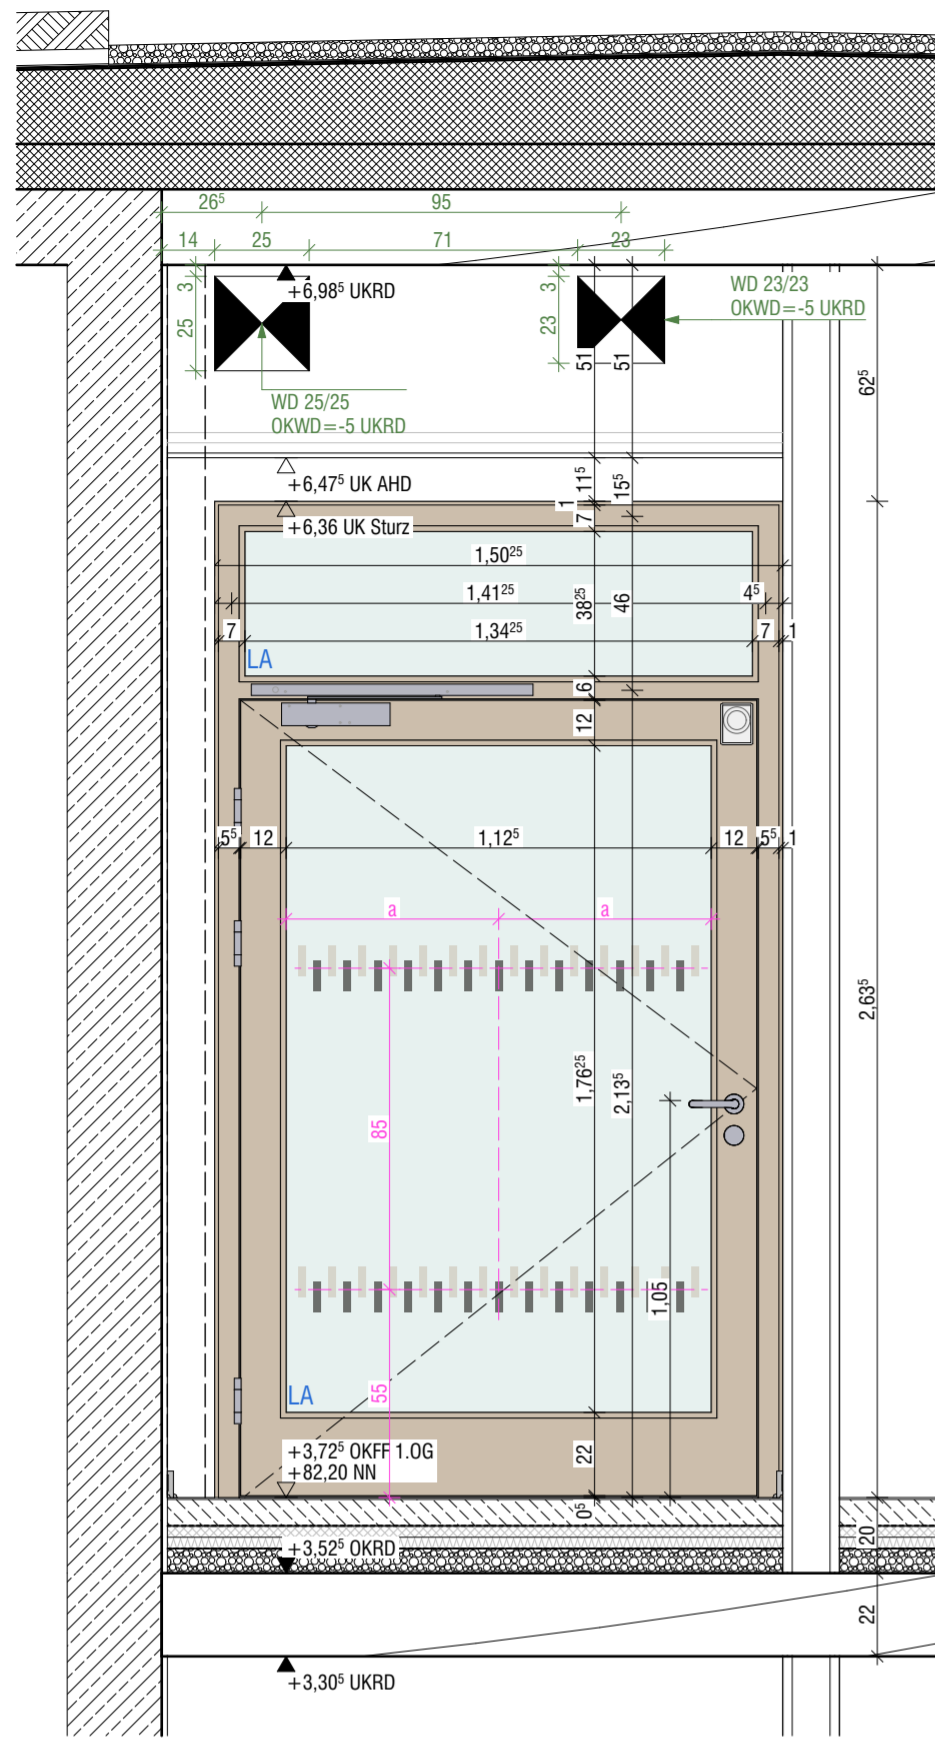 26⁵ 95
14 25 71 23
3
25
+6,98⁵ UKRD
3
23
WD 23/23
OKWD=-5 UKRD
51 51
62⁵
WD 25/25
OKWD=-5 UKRD
+6,47⁵ UK AHD
11⁵
15⁵
1
7
+6,36 UK Sturz
1,50²⁵
1,41²⁵ 4⁵
38²⁵
46
7 1,34²⁵ 7 1
LA
6
12
5⁵ 12 1,12⁵ 12 5⁵ 1
a a
2,63⁵
1,76²⁵
2,13⁵
85
1,05
55
LA
22
+3,72⁵ OKFF 1.OG
+82,20 NN
0⁵
20
+3,52⁵ OKRD
22
+3,30⁵ UKRD